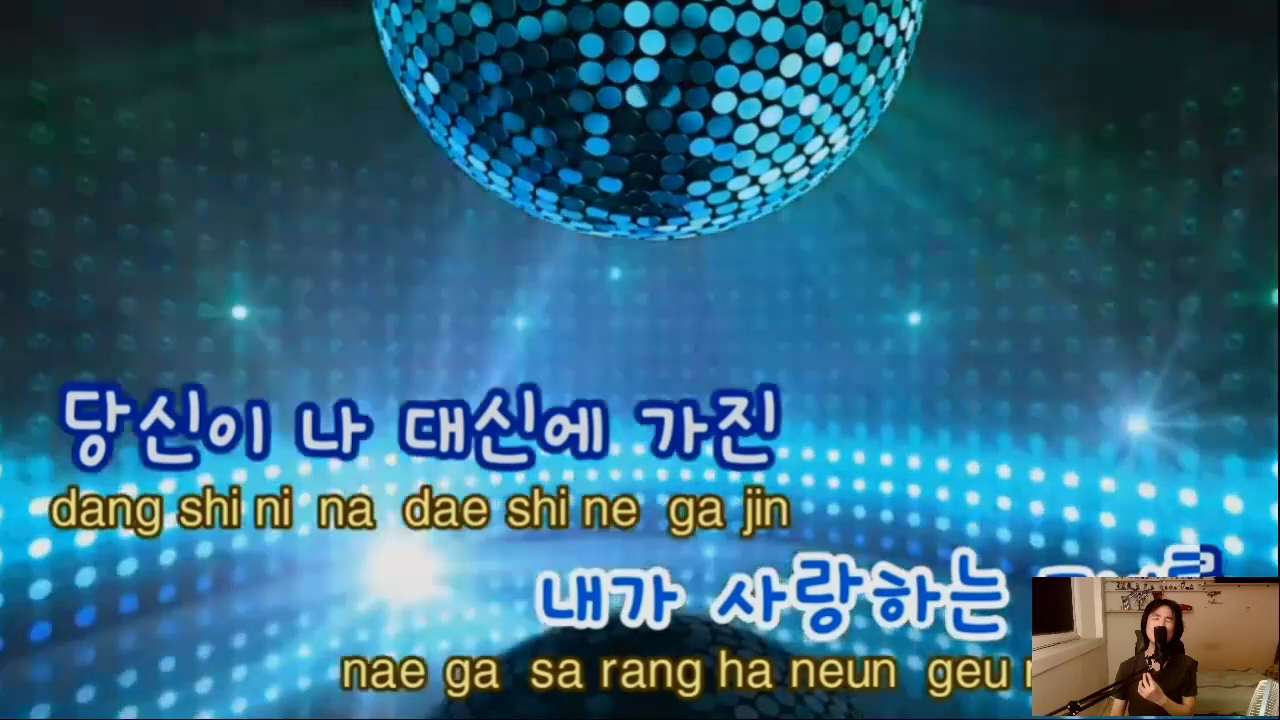 당신이 나 대신에 가진
dang shi ni na dae shi ne ga jin
내가 사랑하는
nae ga sa rang ha neun geu